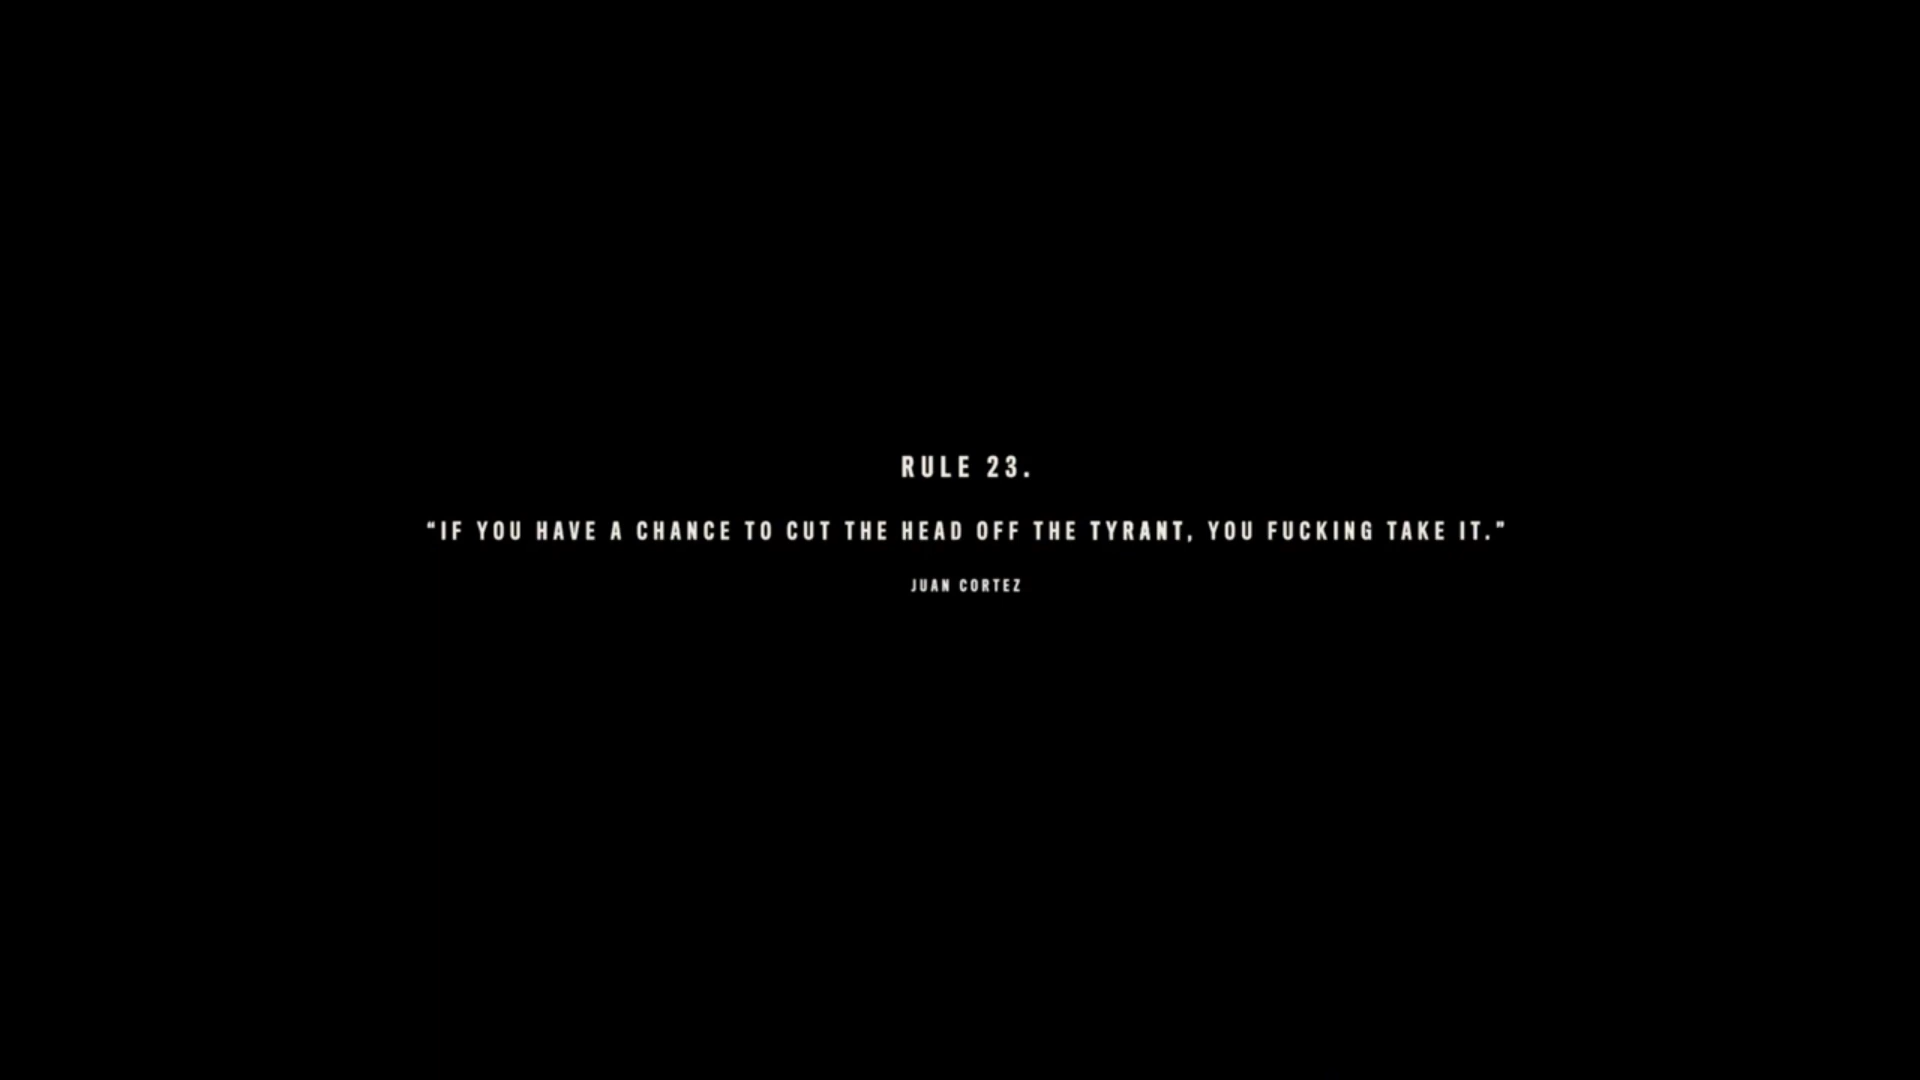 RULE 23.
“IF YOU HAVE A CHANCE TO CUT THE HEAD OFF THE TYRANT, YOU FUCKING TAKE IT.”
JUAN CORTEZ